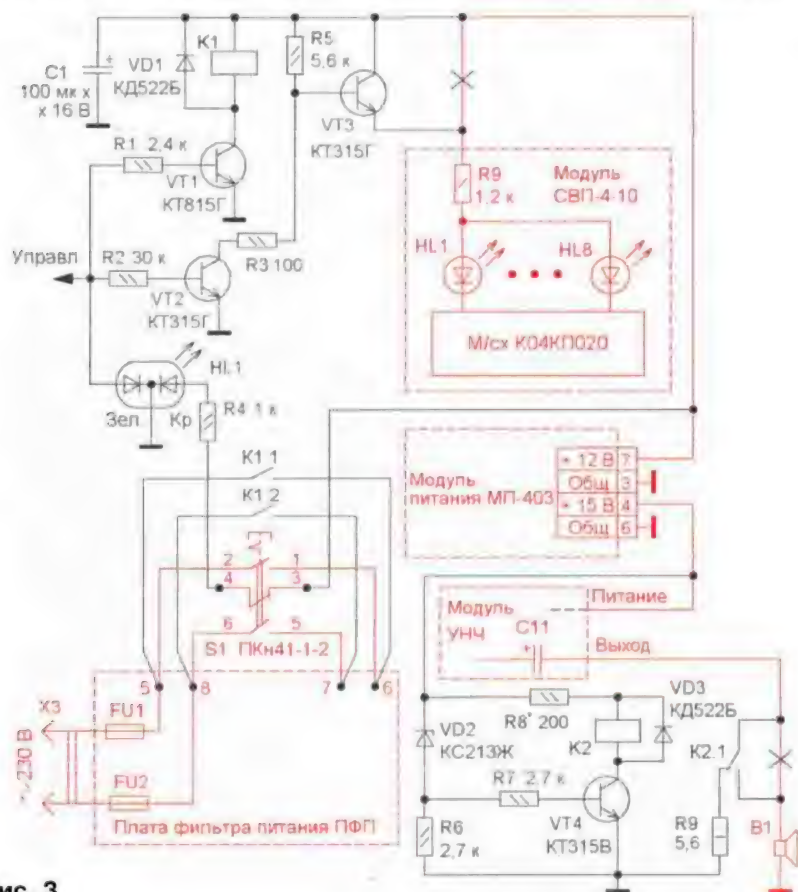 C1
100 мк х
х 16 В
VD1
КД522Б
K1
R5
5,6 к
VT3
КТ315Г
R1 2,4 к
VT1
КТ815Г
R9
1,2 к
Модуль
СВП-4-10
Управл
R2 30 к
R3 100
VT2
КТ315Г
HL1
HL8
М/сх К04КП020
HL1
Зел
Кр
R4 1 к
K1 1
K1 2
Модуль
питания МП-403
+ 12 В 7
Общ 3
+ 15 В 4
Общ 6
2
1
4
3
6
5
S1 ПКн41-1-2
Модуль
УНЧ
C11
+
Питание
Выход
5
8
7
6
X3
FU1
FU2
~230 В
Плата фильтра питания ПФП
VD2
КС213Ж
R8* 200
K2
VD3
КД522Б
K2.1
R7 2,7 к
R6
2,7 к
VT4
КТ315В
R9
5,6
B1
ис. 3